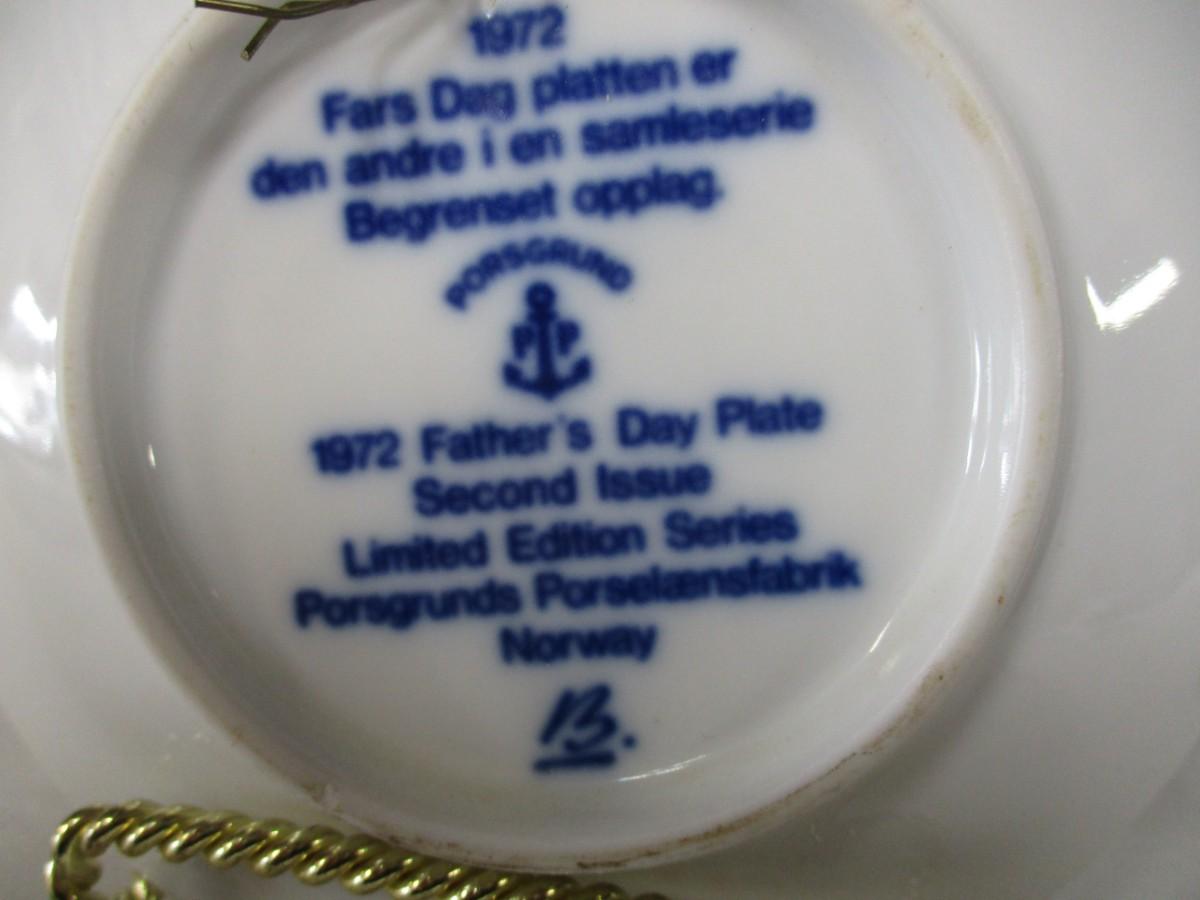 1972
Fars Dag platten er
den andre i en samleserie
Begrenset opplag.
PORSGRUND
P P
1972 Father's Day Plate
Second Issue
Limited Edition Series
Porsgrunds Porselænsfabrik
Norway
13.